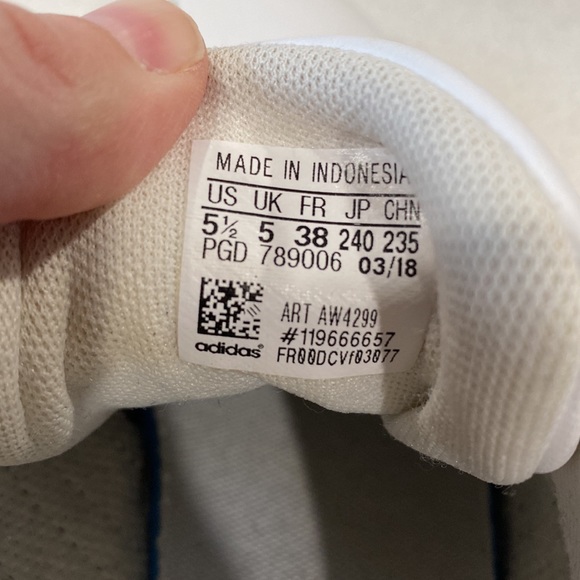 MADE IN INDONESIA
US UK FR JP CHN
5½ 5 38 240 235
PGD 789006 03/18
ART AW4299
#119666657
adidas® FR00DCVf03077